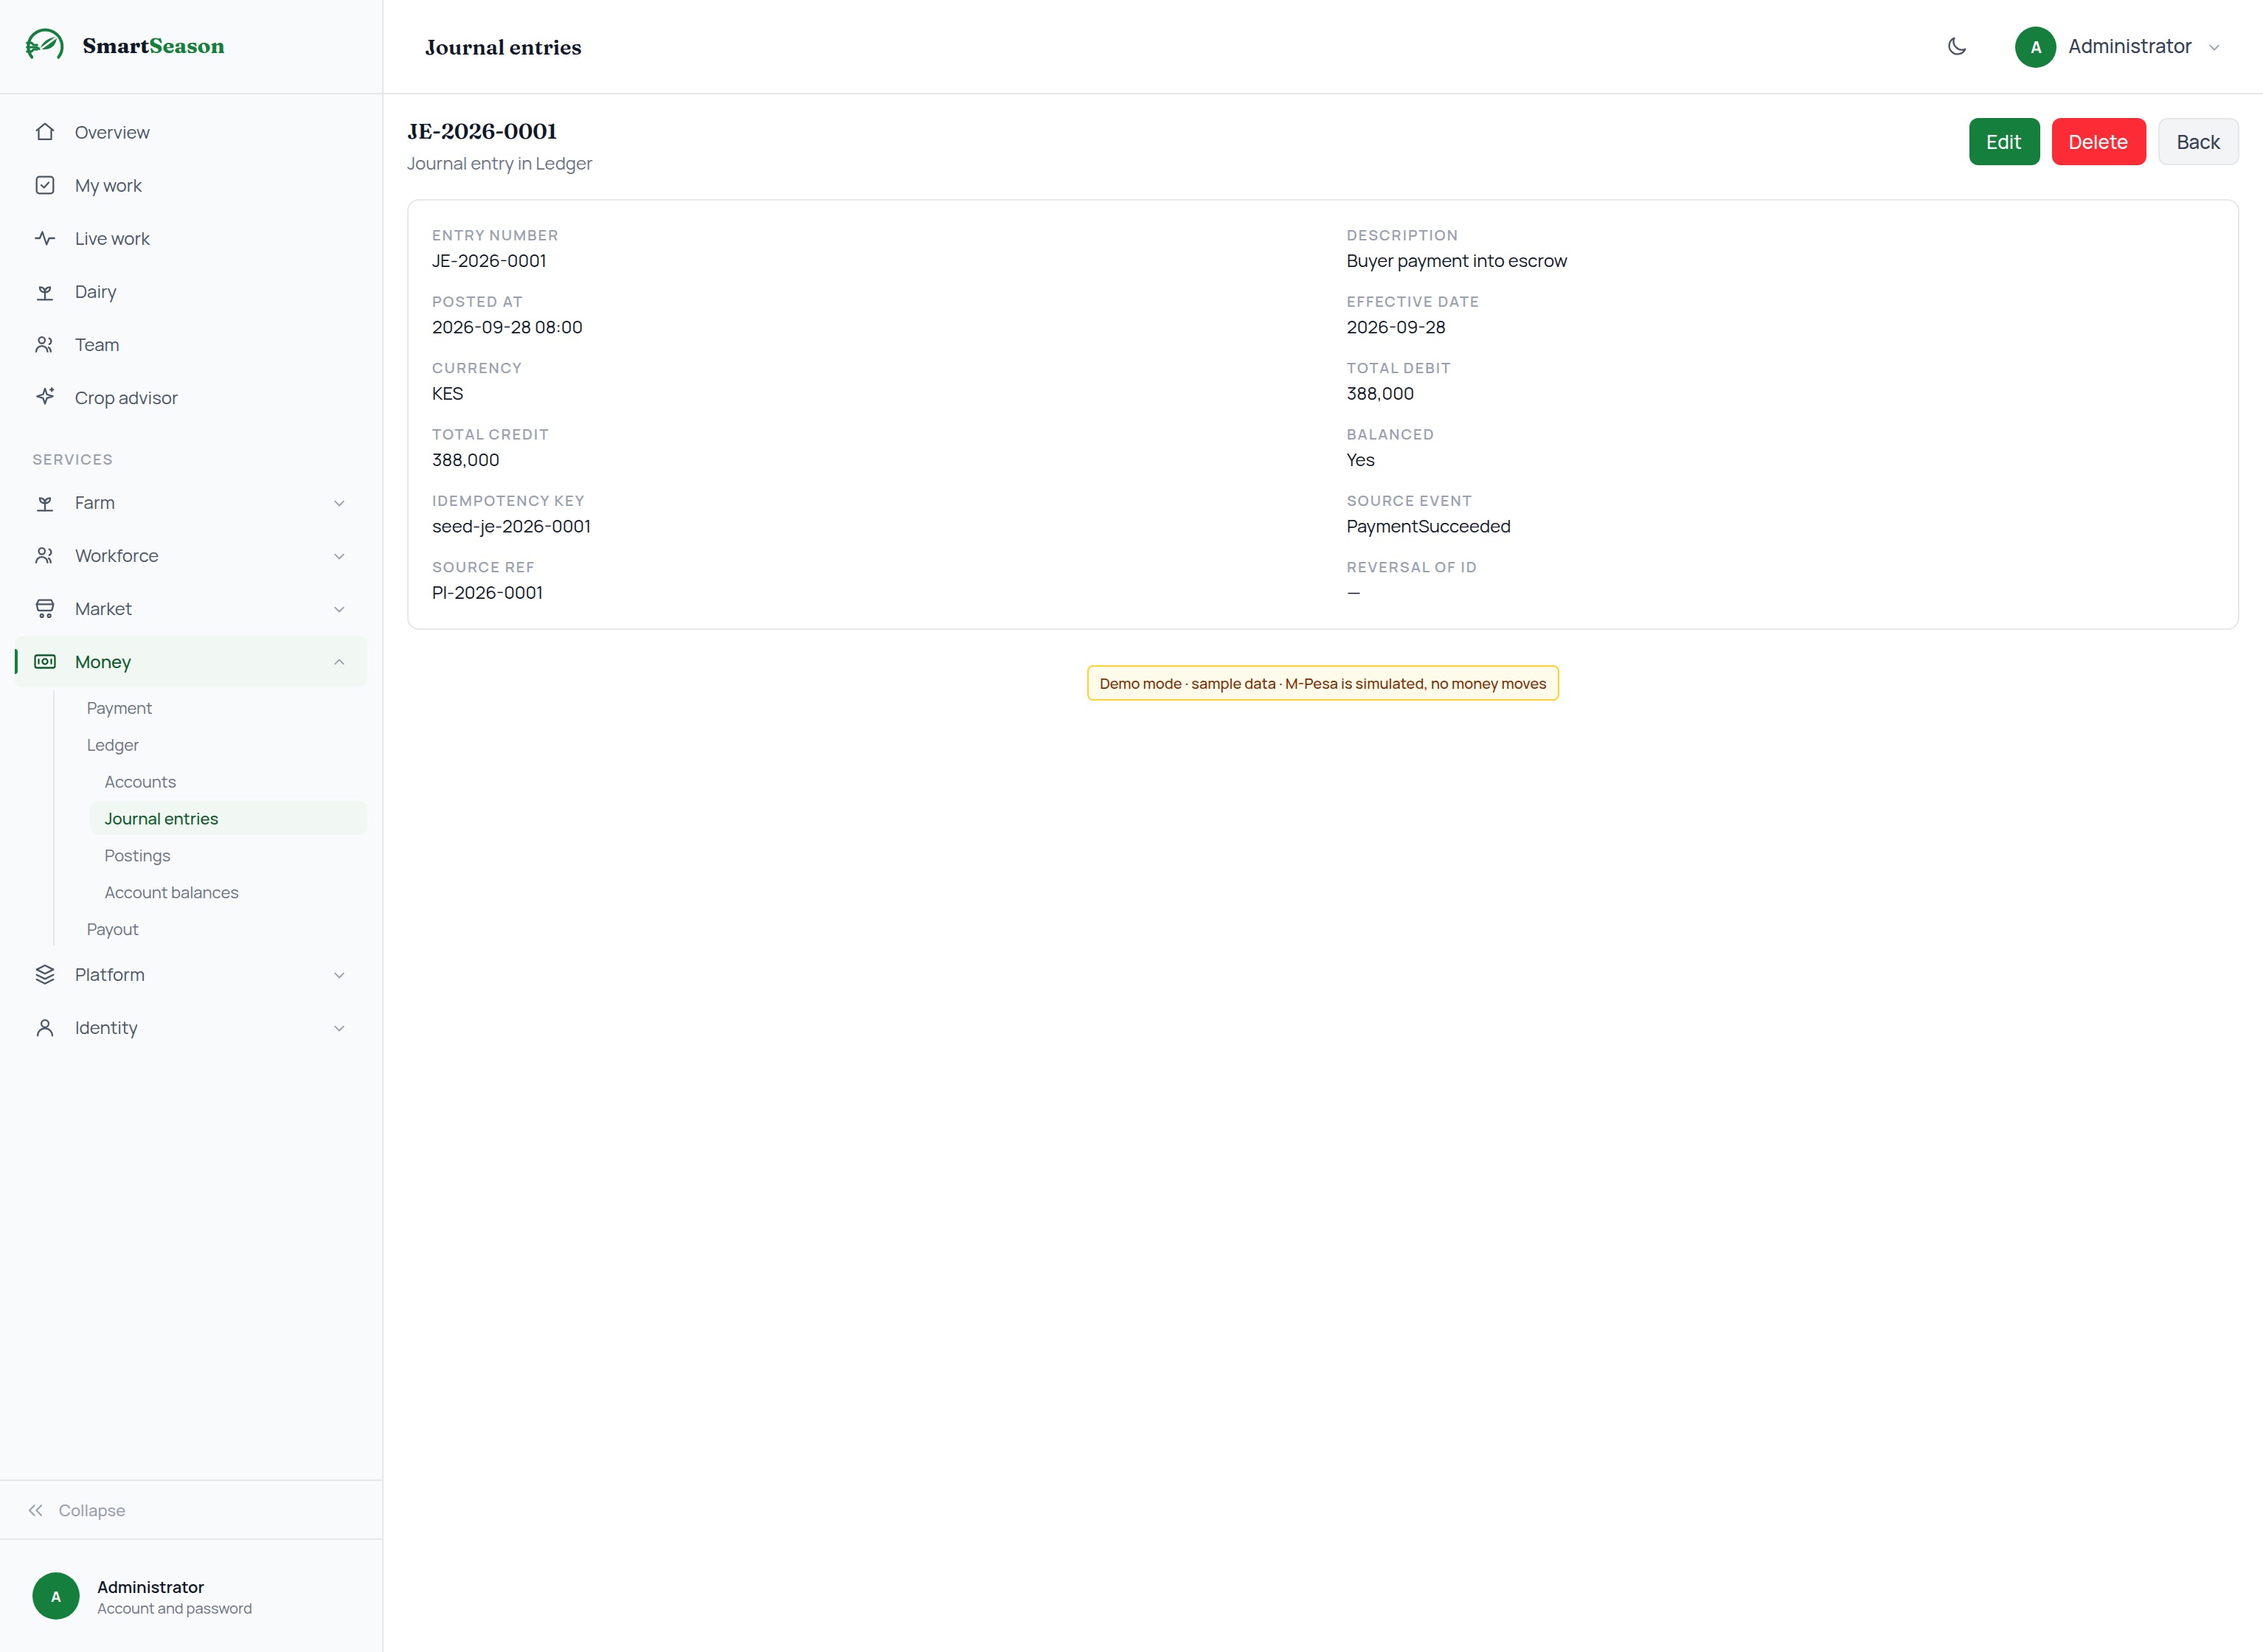 SmartSeason
Journal entries
A
Administrator
Overview
My work
Live work
Dairy
Team
Crop advisor
SERVICES
Farm
Workforce
Market
Money
Payment
Ledger
Accounts
Journal entries
Postings
Account balances
Payout
Platform
Identity
Collapse
A
Administrator
Account and password
JE-2026-0001
Journal entry in Ledger
Edit
Delete
Back
ENTRY NUMBER
JE-2026-0001
DESCRIPTION
Buyer payment into escrow
POSTED AT
2026-09-28 08:00
EFFECTIVE DATE
2026-09-28
CURRENCY
KES
TOTAL DEBIT
388,000
TOTAL CREDIT
388,000
BALANCED
Yes
IDEMPOTENCY KEY
seed-je-2026-0001
SOURCE EVENT
PaymentSucceeded
SOURCE REF
PI-2026-0001
REVERSAL OF ID
—
Demo mode · sample data · M-Pesa is simulated, no money moves